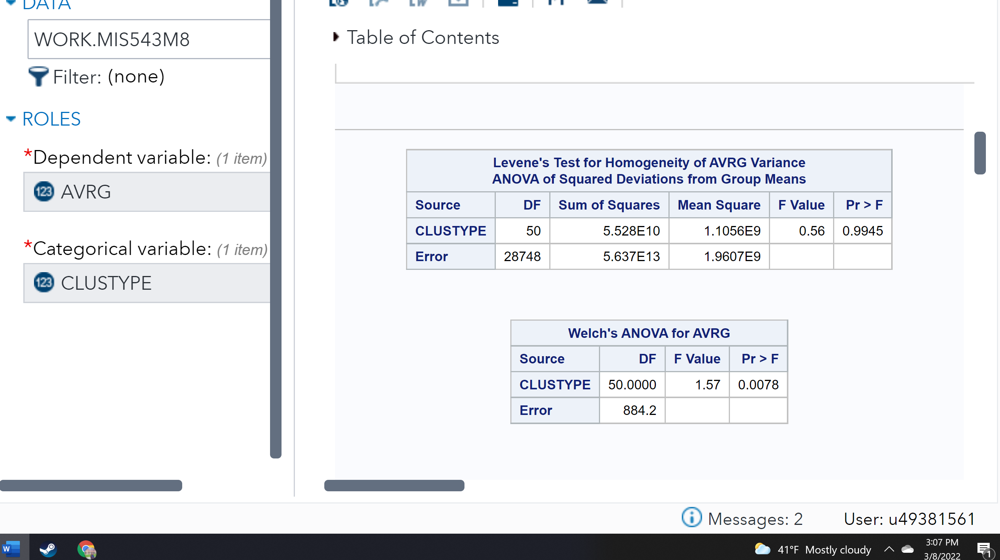 DATA
WORK.MIS543M8
Filter: (none)
ROLES
*Dependent variable: (1 item)
123 AVRG
*Categorical variable: (1 item)
123 CLUSTYPE
Table of Contents
Levene's Test for Homogeneity of AVRG Variance
ANOVA of Squared Deviations from Group Means
Source DF Sum of Squares Mean Square F Value Pr > F
CLUSTYPE 50 5.528E10 1.1056E9 0.56 0.9945
Error 28748 5.637E13 1.9607E9
Welch's ANOVA for AVRG
Source DF F Value Pr > F
CLUSTYPE 50.0000 1.57 0.0078
Error 884.2
Messages: 2 User: u49381561
W
41°F Mostly cloudy
3:07 PM
3/8/2022
1